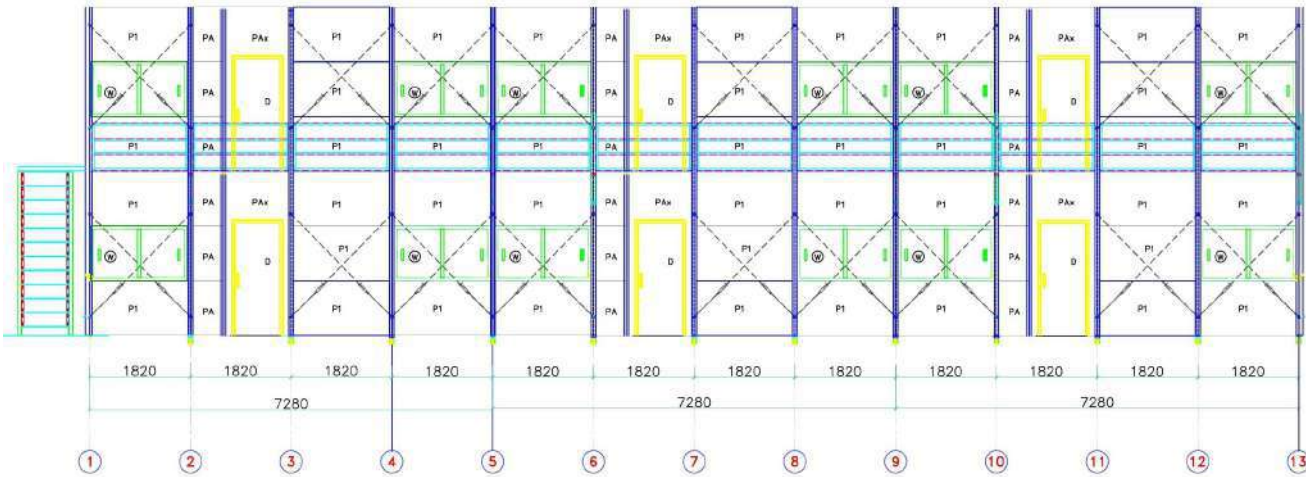 P1 PA PAx P1 P1 P1 PA PAx P1 P1 P1 PA PAx P1 P1
W PA D P1 W W PA D P1 W W PA D P1 W
P1 PA P1 P1 P1 PA P1 P1 P1 PA P1 P1
P1 PA PAx P1 P1 P1 PA PAx P1 P1 P1 PA PAx P1 P1
W PA D P1 W W PA D P1 W W PA D P1 W
P1 PA P1 P1 P1 PA P1 P1 P1 PA P1 P1
1820 1820 1820 1820 1820 1820 1820 1820 1820 1820 1820 1820
7280 7280 7280
1 2 3 4 5 6 7 8 9 10 11 12 13